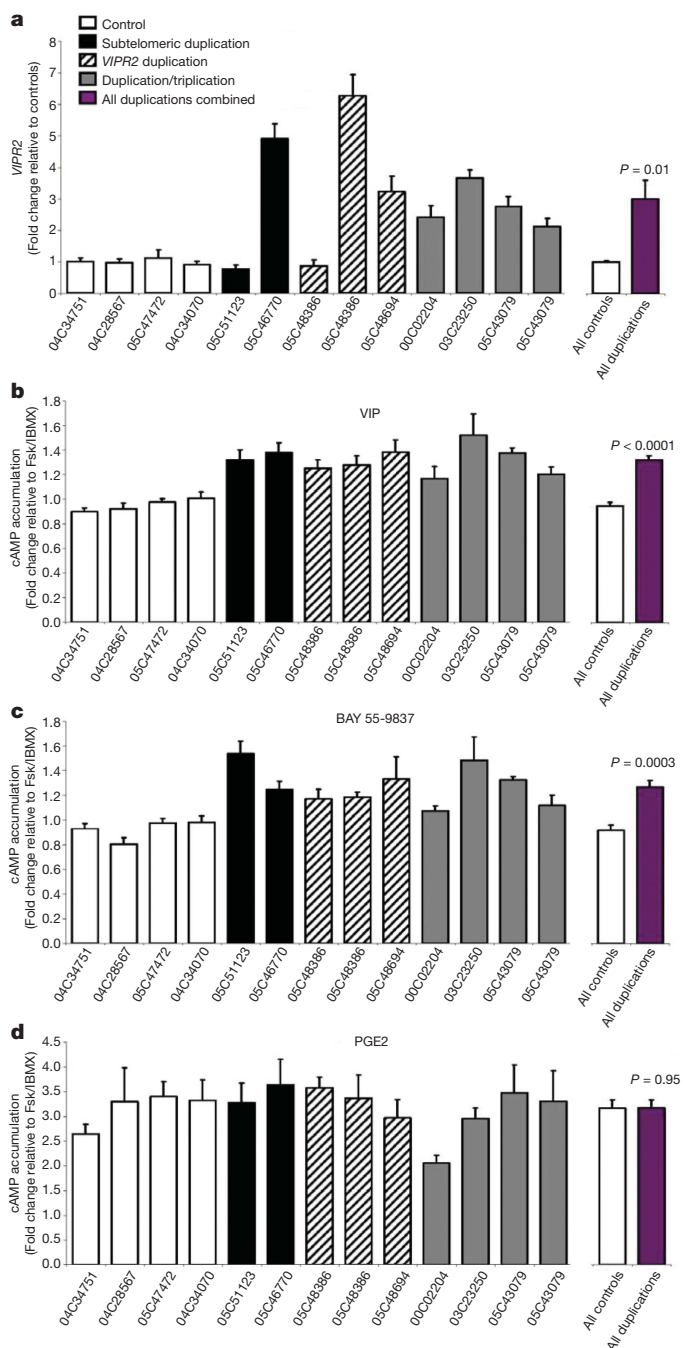 a
Control
Subtelomeric duplication
VIPR2 duplication
Duplication/triplication
All duplications combined
VIPR2
(Fold change relative to controls)
8
7
6
5
4
3
2
1
0
P = 0.01
04C34751
04C28567
05C47472
04C34070
05C51123
05C46770
05C48386
05C48386
05C48694
00C02204
03C23250
05C43079
05C43079
All controls
All duplications
b
VIP
cAMP accumulation
(Fold change relative to Fsk/IBMX)
1.8
1.6
1.4
1.2
1.0
0.8
0.6
0.4
0.2
0.0
P < 0.0001
04C34751
04C28567
05C47472
04C34070
05C51123
05C46770
05C48386
05C48386
05C48694
00C02204
03C23250
05C43079
05C43079
All controls
All duplications
c
BAY 55-9837
cAMP accumulation
(Fold change relative to Fsk/IBMX)
1.8
1.6
1.4
1.2
1.0
0.8
0.6
0.4
0.2
0.0
P = 0.0003
04C34751
04C28567
05C47472
04C34070
05C51123
05C46770
05C48386
05C48386
05C48694
00C02204
03C23250
05C43079
05C43079
All controls
All duplications
d
PGE2
cAMP accumulation
(Fold change relative to Fsk/IBMX)
4.5
4.0
3.5
3.0
2.5
2.0
1.5
1.0
0.5
0.0
P = 0.95
04C34751
04C28567
05C47472
04C34070
05C51123
05C46770
05C48386
05C48386
05C48694
00C02204
03C23250
05C43079
05C43079
All controls
All duplications